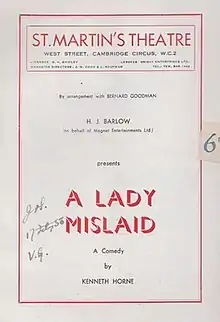 ST. MARTIN'S THEATRE
WEST STREET, CAMBRIDGE CIRCUS, W.C.2
By arrangement with BERNARD GOODMAN
H. J. BARLOW
(on behalf of Magnet Entertainments Ltd.)
presents
A LADY
MISLAID
A Comedy
by
KENNETH HORNE
6
V.G.